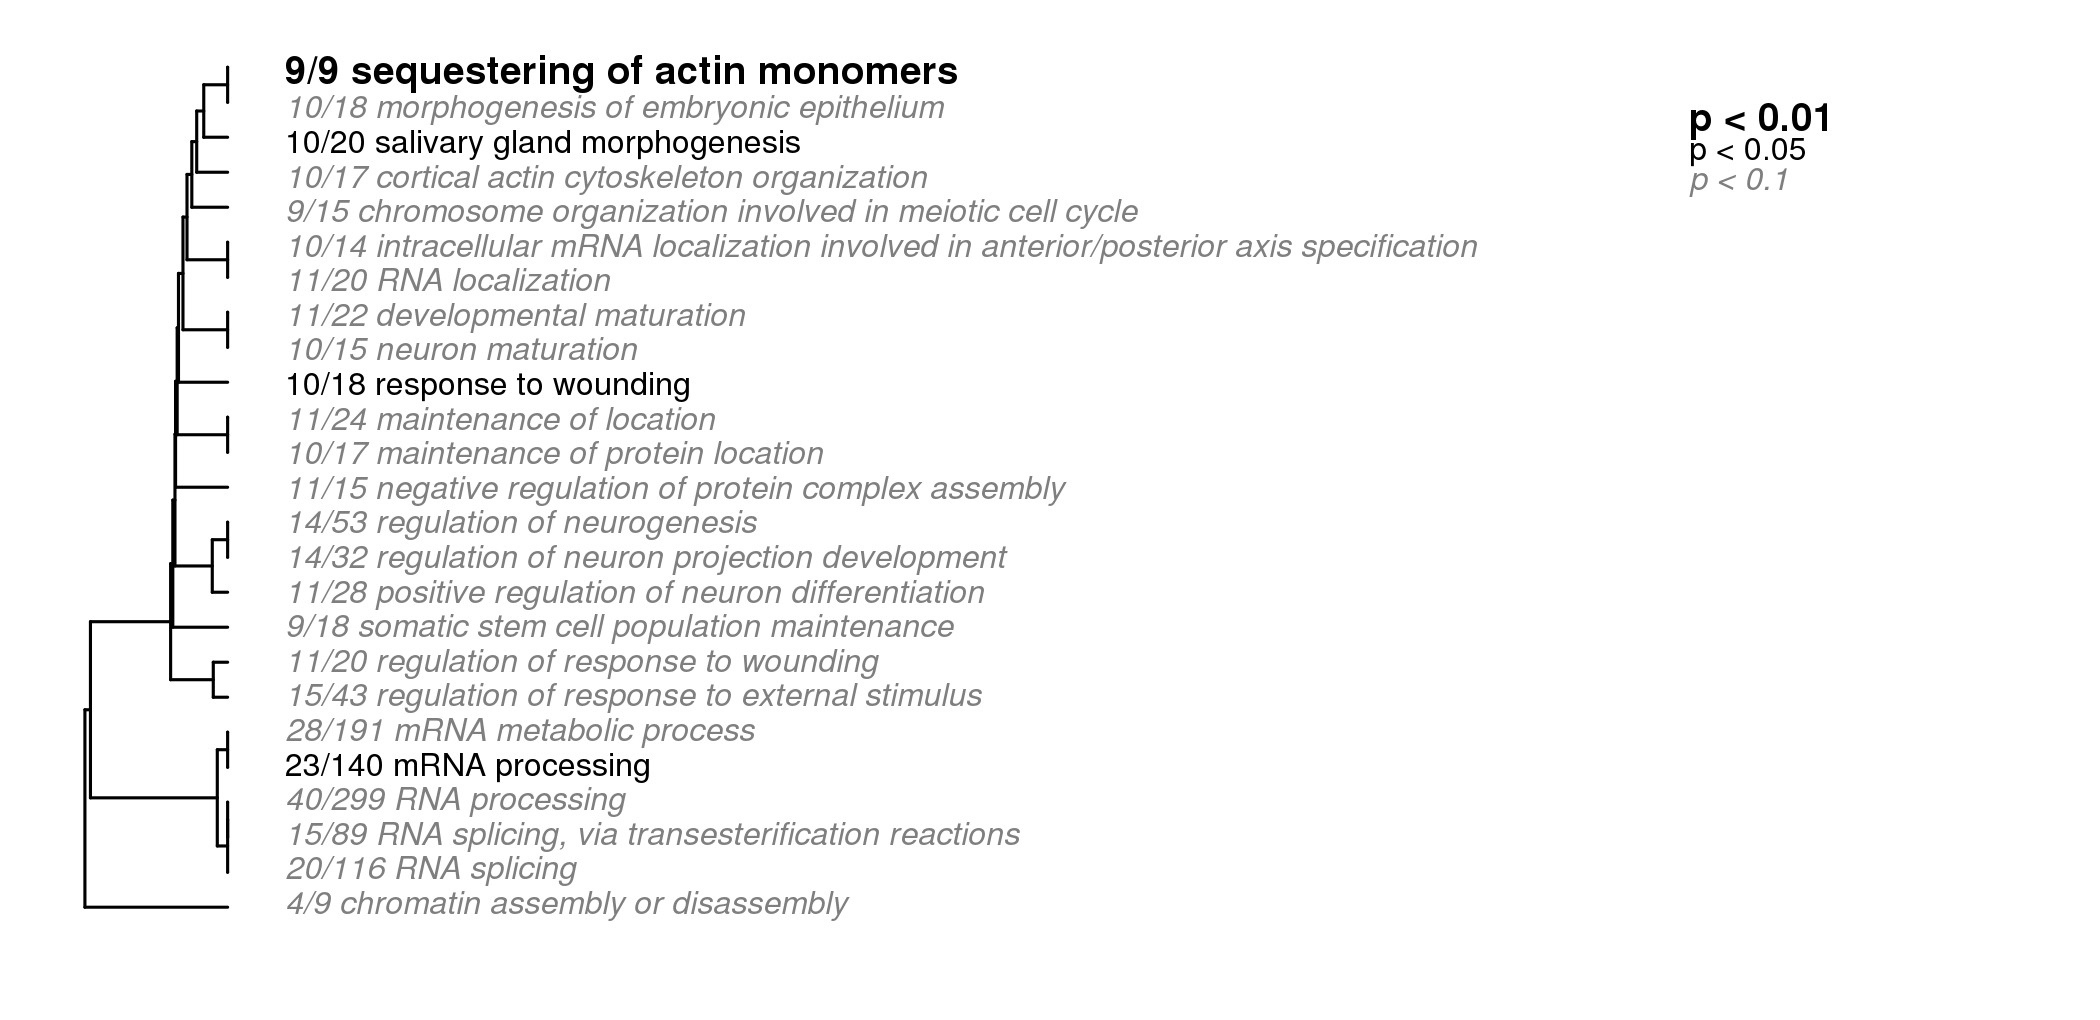 9/9 sequestering of actin monomers
10/18 morphogenesis of embryonic epithelium
10/20 salivary gland morphogenesis
10/17 cortical actin cytoskeleton organization
9/15 chromosome organization involved in meiotic cell cycle
10/14 intracellular mRNA localization involved in anterior/posterior axis specification
11/20 RNA localization
11/22 developmental maturation
10/15 neuron maturation
10/18 response to wounding
11/24 maintenance of location
10/17 maintenance of protein location
11/15 negative regulation of protein complex assembly
14/53 regulation of neurogenesis
14/32 regulation of neuron projection development
11/28 positive regulation of neuron differentiation
9/18 somatic stem cell population maintenance
11/20 regulation of response to wounding
15/43 regulation of response to external stimulus
28/191 mRNA metabolic process
23/140 mRNA processing
40/299 RNA processing
15/89 RNA splicing, via transesterification reactions
20/116 RNA splicing
4/9 chromatin assembly or disassembly
p < 0.01
p < 0.05
p < 0.1